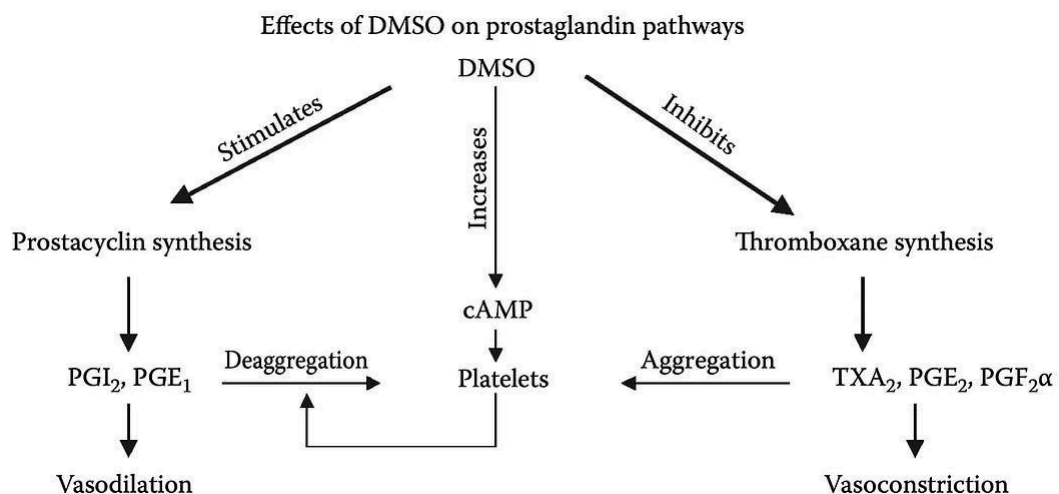 Effects of DMSO on prostaglandin pathways
DMSO
Stimulates
Increases
Inhibits
Prostacyclin synthesis
Thromboxane synthesis
cAMP
Deaggregation
Aggregation
PGI₂, PGE₁
Platelets
TXA₂, PGE₂, PGF₂α
Vasodilation
Vasoconstriction